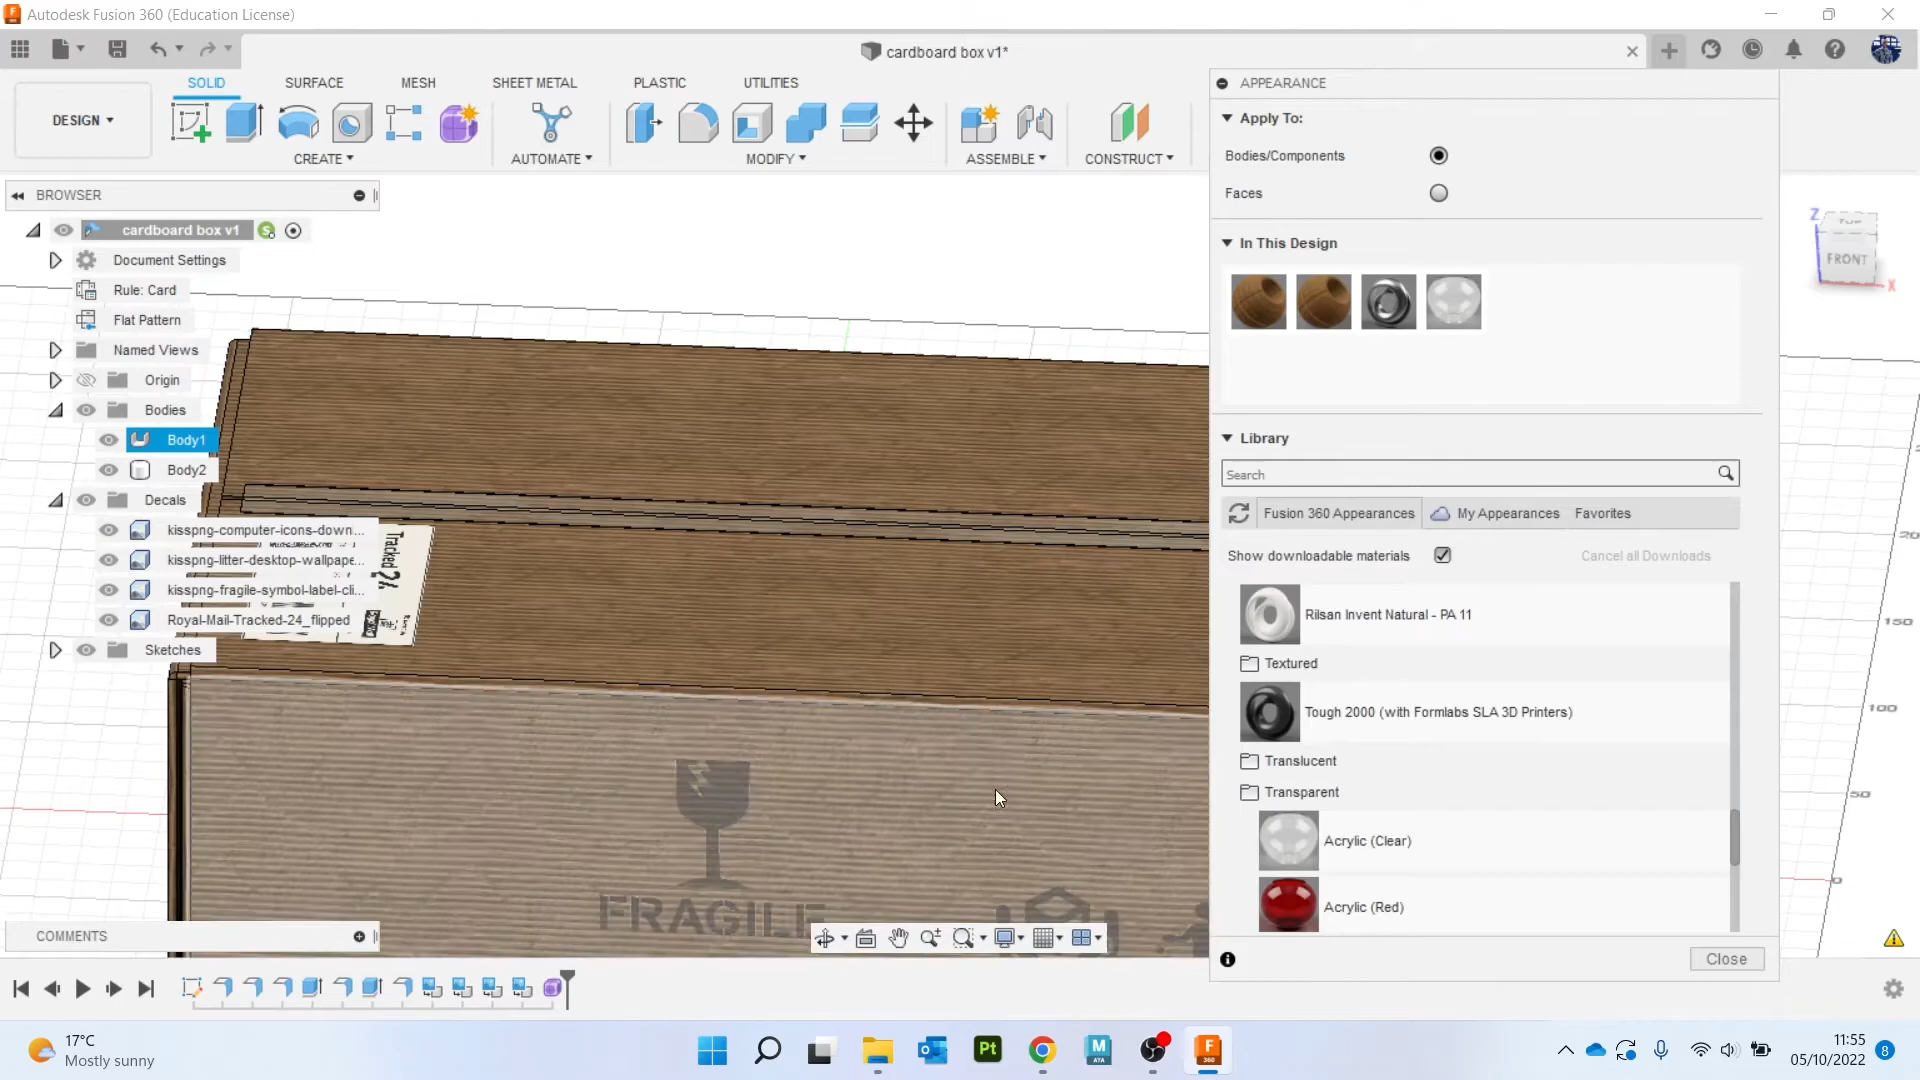 Autodesk Fusion 360 (Education License)
cardboard box v1*
SOLID
SURFACE
MESH
SHEET METAL
PLASTIC
UTILITIES
DESIGN
CREATE
AUTOMATE
MODIFY
ASSEMBLE
CONSTRUCT
BROWSER
cardboard box v1
Document Settings
Rule: Card
Flat Pattern
Named Views
Origin
Bodies
Body1
Body2
Decals
kisspng-computer-icons-down...
kisspng-litter-desktop-wallpape...
kisspng-fragile-symbol-label-cli...
Royal-Mail-Tracked-24_flipped
Sketches
Tracked 24
FRAGILE
COMMENTS
APPEARANCE
Apply To:
Bodies/Components
Faces
In This Design
Library
Search
Fusion 360 Appearances
My Appearances
Favorites
Show downloadable materials
Cancel all Downloads
Rilsan Invent Natural - PA 11
Textured
Tough 2000 (with Formlabs SLA 3D Printers)
Translucent
Transparent
Acrylic (Clear)
Acrylic (Red)
Close
Z
TOP
FRONT
X
150
100
50
0
17°C
Mostly sunny
Pt
M
AYA
F
360
11:55
05/10/2022
8